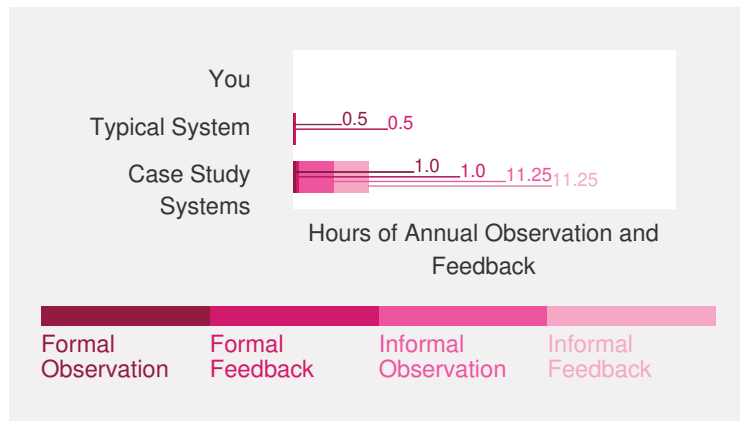 You
Typical System
0.5
0.5
Case Study
Systems
1.0
1.0
11.25
11.25
Hours of Annual Observation and
Feedback
Formal
Observation
Formal
Feedback
Informal
Observation
Informal
Feedback